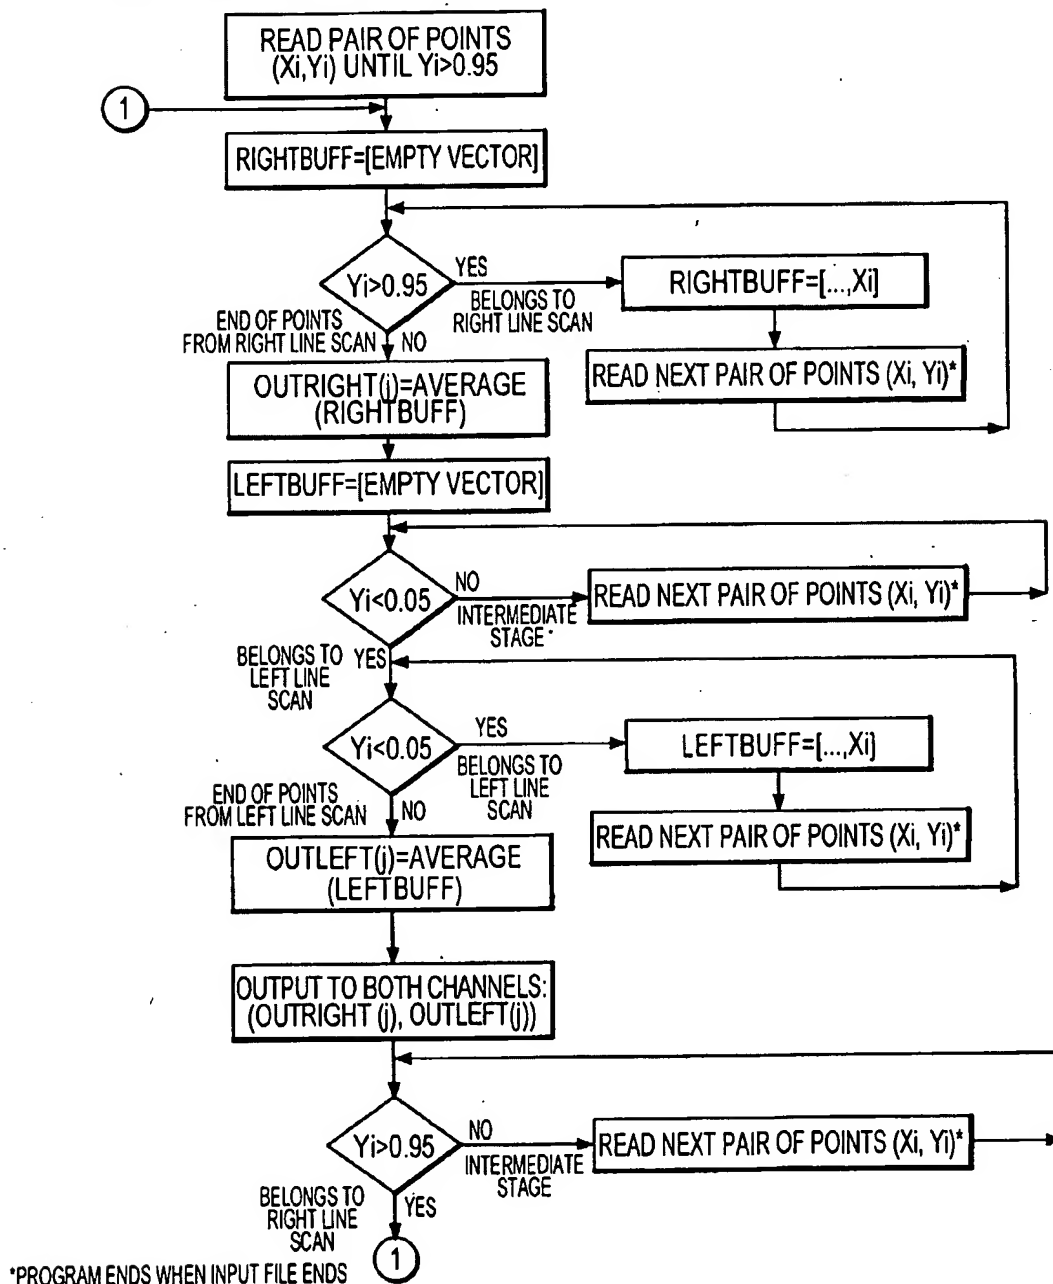 READ PAIR OF POINTS
(Xi,Yi) UNTIL Yi>0.95
1
RIGHTBUFF=[EMPTY VECTOR]
Yi>0.95
YES
BELONGS TO
RIGHT LINE SCAN
RIGHTBUFF=[...,Xi]
READ NEXT PAIR OF POINTS (Xi, Yi)*
END OF POINTS
FROM RIGHT LINE SCAN
NO
OUTRIGHT(j)=AVERAGE
(RIGHTBUFF)
LEFTBUFF=[EMPTY VECTOR]
Yi<0.05
NO
INTERMEDIATE
STAGE
READ NEXT PAIR OF POINTS (Xi, Yi)*
BELONGS TO
LEFT LINE
SCAN
YES
Yi<0.05
YES
BELONGS TO
LEFT LINE
SCAN
LEFTBUFF=[...,Xi]
READ NEXT PAIR OF POINTS (Xi, Yi)*
END OF POINTS
FROM LEFT LINE SCAN
NO
OUTLEFT(j)=AVERAGE
(LEFTBUFF)
OUTPUT TO BOTH CHANNELS:
(OUTRIGHT (j), OUTLEFT(j))
Yi>0.95
NO
INTERMEDIATE
STAGE
READ NEXT PAIR OF POINTS (Xi, Yi)*
BELONGS TO
RIGHT LINE
SCAN
YES
1
*PROGRAM ENDS WHEN INPUT FILE ENDS